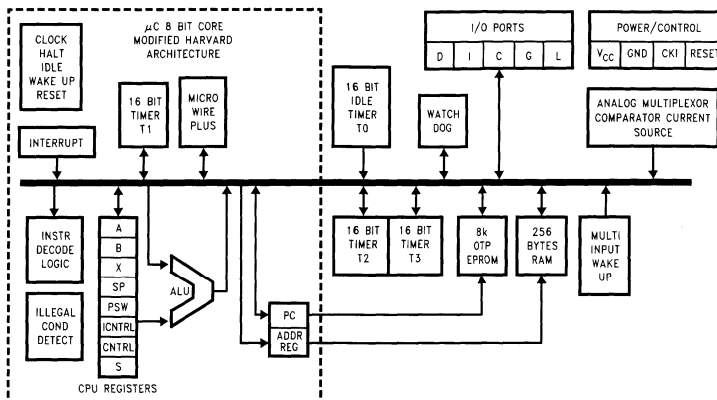 CLOCK
HALT
IDLE
WAKE UP
RESET
μC 8 BIT CORE
MODIFIED HARVARD
ARCHITECTURE
I/O PORTS
D I C G L
POWER/CONTROL
VCC GND CKI RESET
INTERRUPT
16 BIT
TIMER
T1
MICRO
WIRE
PLUS
16 BIT
IDLE
TIMER
T0
WATCH
DOG
ANALOG MULTIPLEXOR
COMPARATOR CURRENT
SOURCE
INSTR
DECODE
LOGIC
ILLEGAL
COND
DETECT
A
B
X
SP
PSW
ICNTRL
CNTRL
S
CPU REGISTERS
ALU
PC
ADDR
REG
16 BIT
TIMER
T2
16 BIT
TIMER
T3
8k
OTP
EPROM
256
BYTES
RAM
MULTI
INPUT
WAKE
UP